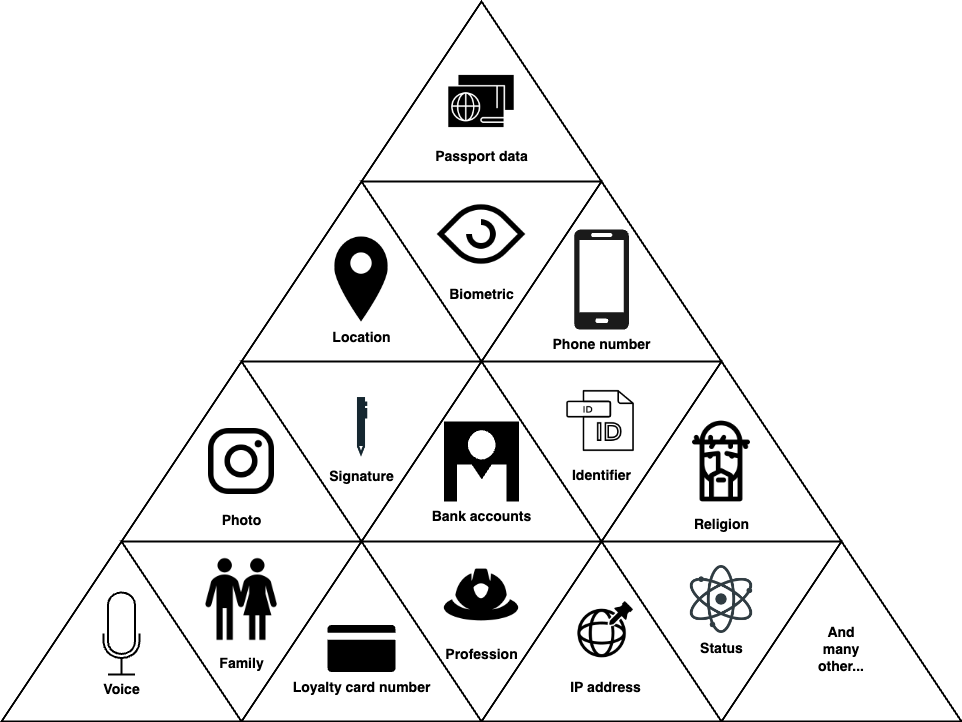 Passport data
Biometric
Location
Phone number
ID
ID
Signature
Identifier
Photo
Bank accounts
Religion
And
many
other...
Status
Profession
Family
Voice
Loyalty card number
IP address